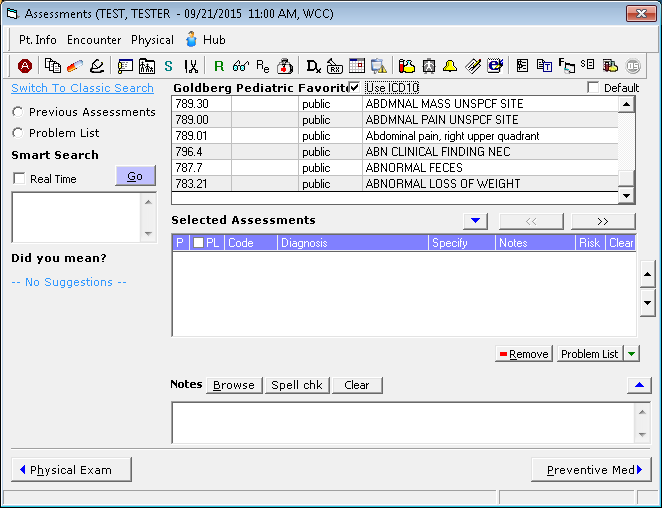 Assessments (TEST, TESTER - 09/21/2015 11:00 AM, WCC)
Pt. Info Encounter Physical Hub
Switch To Classic Search
Goldberg Pediatric Favorite Use ICD10 Default
Previous Assessments
Problem List
Smart Search
Real Time Go
789.30 public ABDMNAL MASS UNSPCF SITE
789.00 public ABDMNAL PAIN UNSPCF SITE
789.01 public Abdominal pain, right upper quadrant
796.4 public ABN CLINICAL FINDING NEC
787.7 public ABNORMAL FECES
783.21 public ABNORMAL LOSS OF WEIGHT
Did you mean?
-- No Suggestions --
Selected Assessments << >>
P PL Code Diagnosis Specify Notes Risk Clear
Remove Problem List
Notes Browse Spell chk Clear
Physical Exam Preventive Med